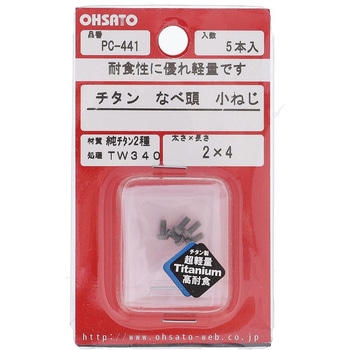 OHSATO
品番 PC-441 入数 5本入
耐食性に優れ軽量です
チタン なべ頭 小ねじ
材質 純チタン2種 太さ×長さ
処理 TW340 2×4
チタン製
超軽量
Titanium
高耐食
http://www.ohsato-web.co.jp/